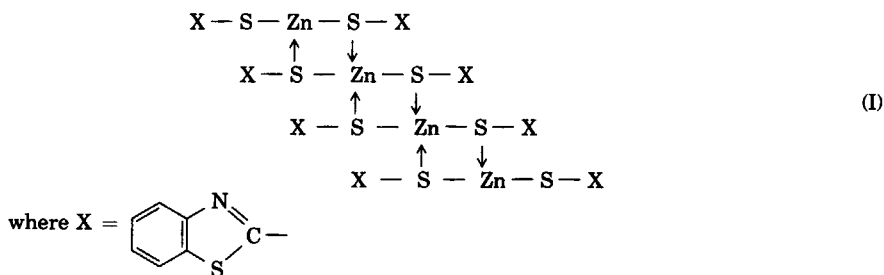 X — S — Zn — S — X
↑ ↓
X — S — Zn — S — X
↑ ↓
(I)
X — S — Zn — S — X
↑ ↓
X — S — Zn — S — X
where X =
N
C —
S